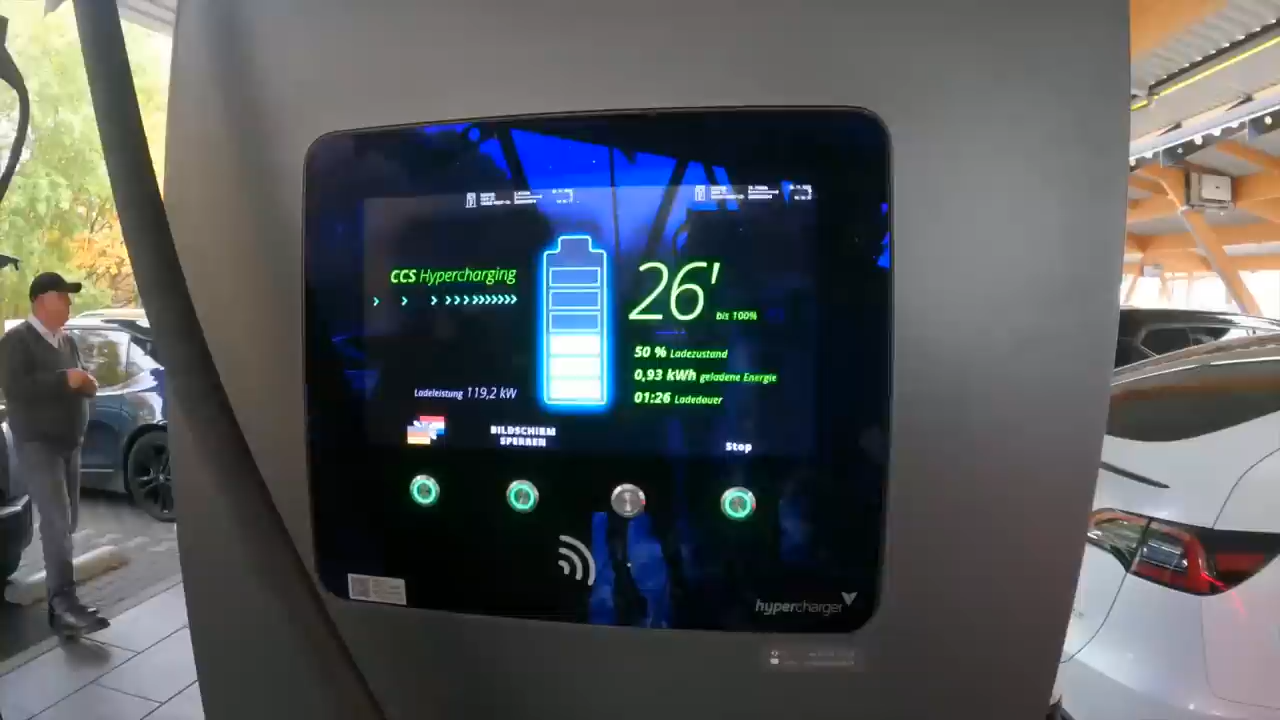 CCS Hypercharging
26'
bis 100%
50 % Ladezustand
0,93 kWh geladene Energie
01:26 Ladedauer
Ladeleistung 119,2 kW
BILDSCHIRM
SPERREN
Stop
hypercharger